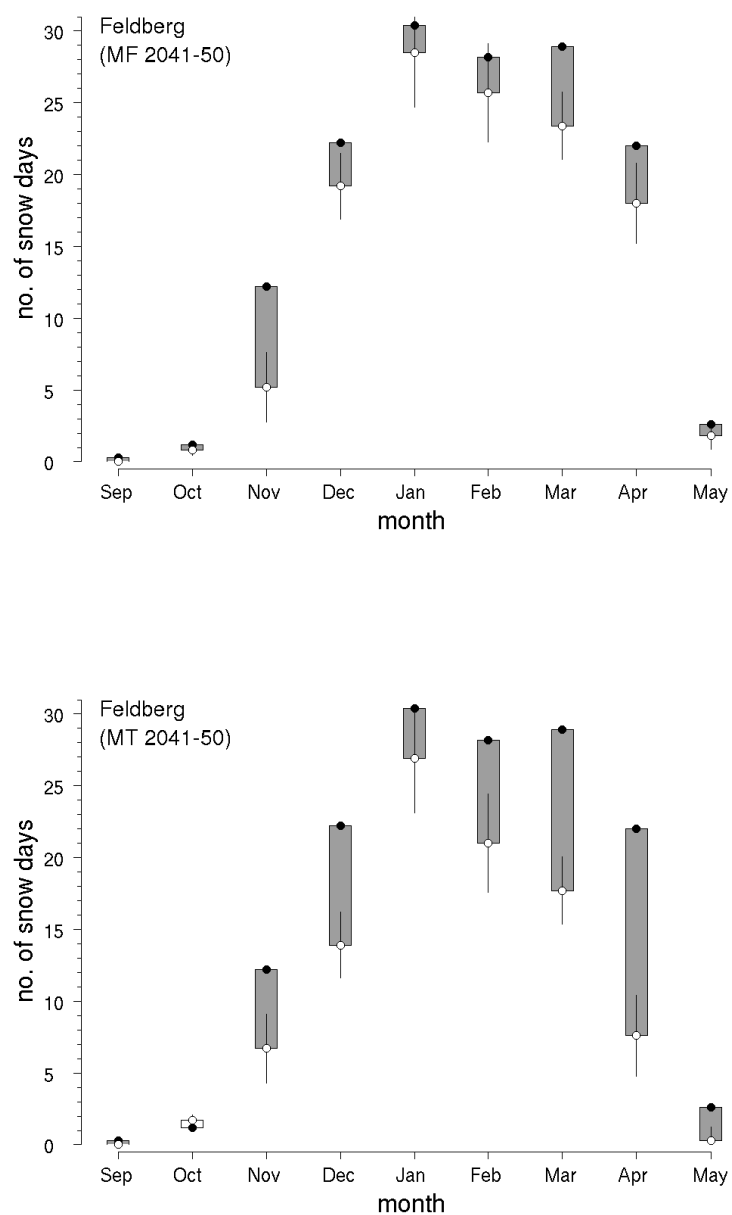 Feldberg
(MF 2041-50)
no. of snow days
30
25
20
15
10
5
0
Sep Oct Nov Dec Jan Feb Mar Apr May
month
Feldberg
(MT 2041-50)
no. of snow days
30
25
20
15
10
5
0
Sep Oct Nov Dec Jan Feb Mar Apr May
month